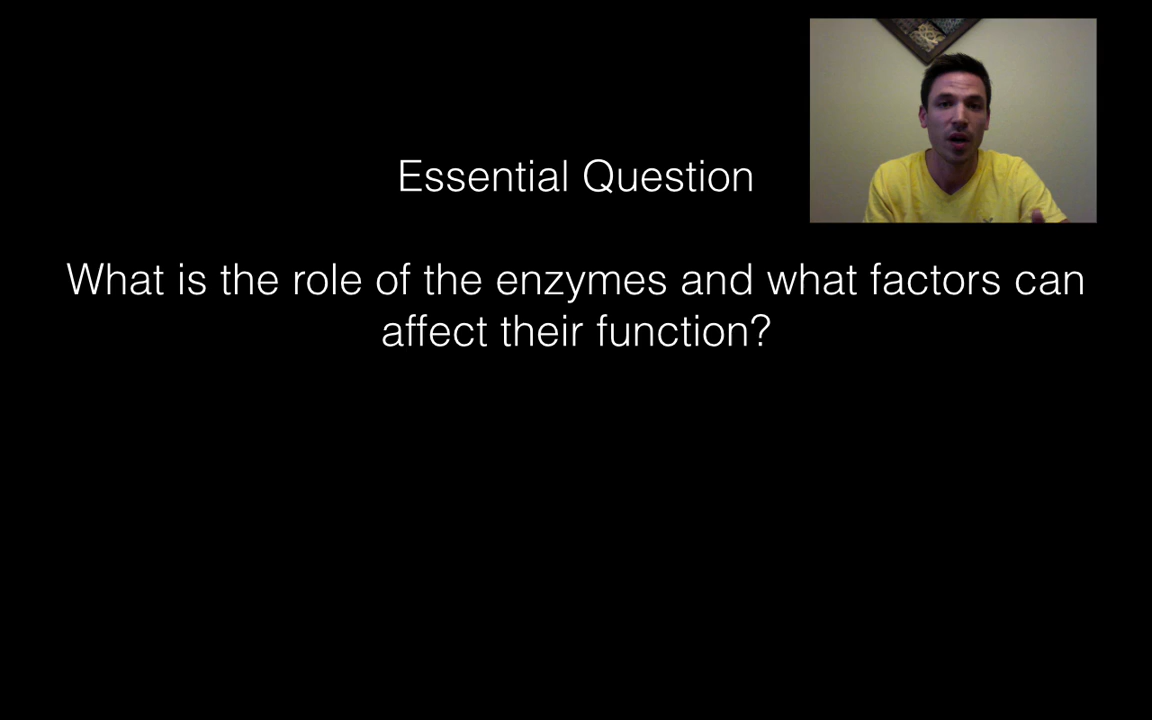 Essential Question
What is the role of the enzymes and what factors can
affect their function?